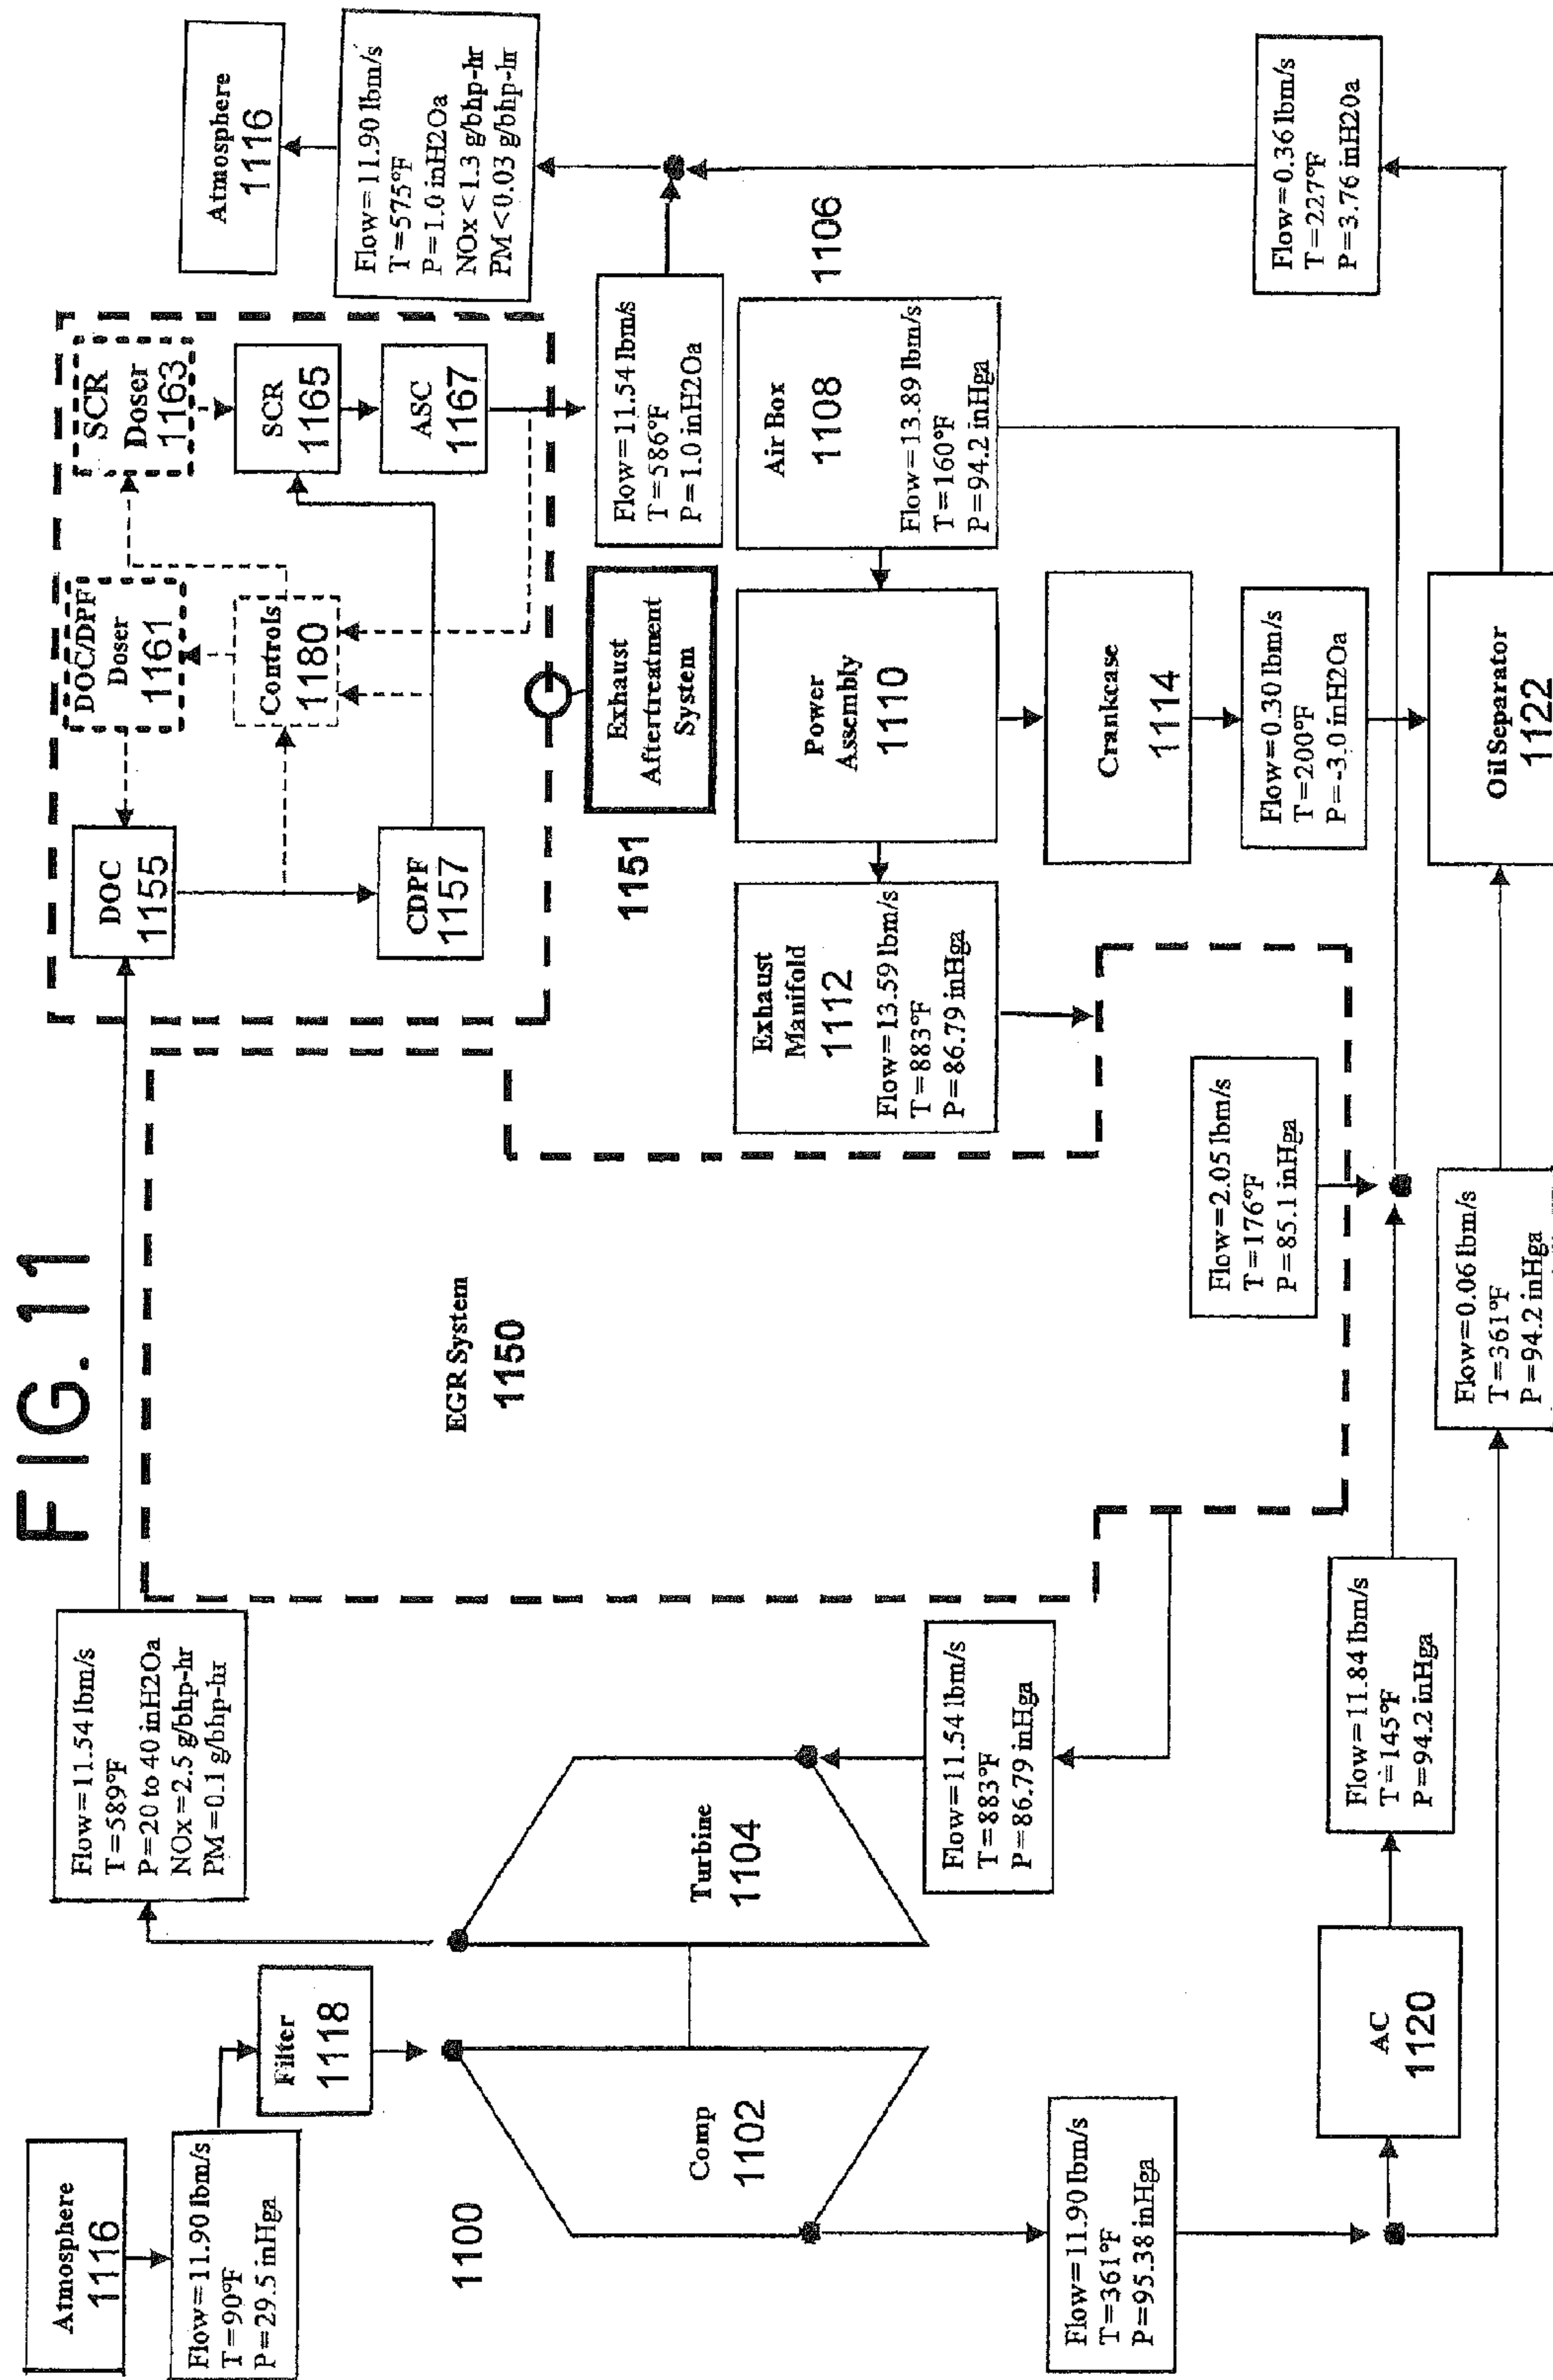 FIG.11
Atmosphere
1116
Flow=11.90 lbm/s
T=90°F
P=29.5 inHga
Filter
1118
1100
Comp
1102
Turbine
1104
Flow=11.90 lbm/s
T=361°F
P=95.38 inHga
AC
1120
Flow=11.54 lbm/s
T=589°F
P=20 to 40 inH2Oa
NOx=2.5 g/bhp-hr
PM=0.1 g/bhp-hr
Flow=11.54 lbm/s
T=883°F
P=86.79 inHga
Flow=11.84 lbm/s
T=145°F
P=94.2 inHga
EGR System
1150
Flow=2.05 lbm/s
T=176°F
P=85.1 inHga
Flow=0.06 lbm/s
T=361°F
P=94.2 inHga
DOC
1155
CDPF
1157
DOC/DPF
Doser
1161
Controls
1180
SCR
Doser
1163
SCR
1165
ASC
1167
Exhaust
Aftertreatment
System
1151
Flow=11.54 lbm/s
T=586°F
P=1.0 inH2Oa
Atmosphere
1116
Flow=11.90 lbm/s
T=575°F
P=1.0 inH2Oa
NOx<1.3 g/bhp-hr
PM<0.03 g/bhp-hr
1106
Exhaust
Manifold
1112
Flow=13.59 lbm/s
T=883°F
P=86.79 inHga
Power
Assembly
1110
Air Box
1108
Flow=13.89 lbm/s
T=160°F
P=94.2 inHga
Crankcase
1114
Flow=0.30 lbm/s
T=200°F
P=-3.0 inH2Oa
Oil Separator
1122
Flow=0.36 lbm/s
T=227°F
P=3.76 inH20a